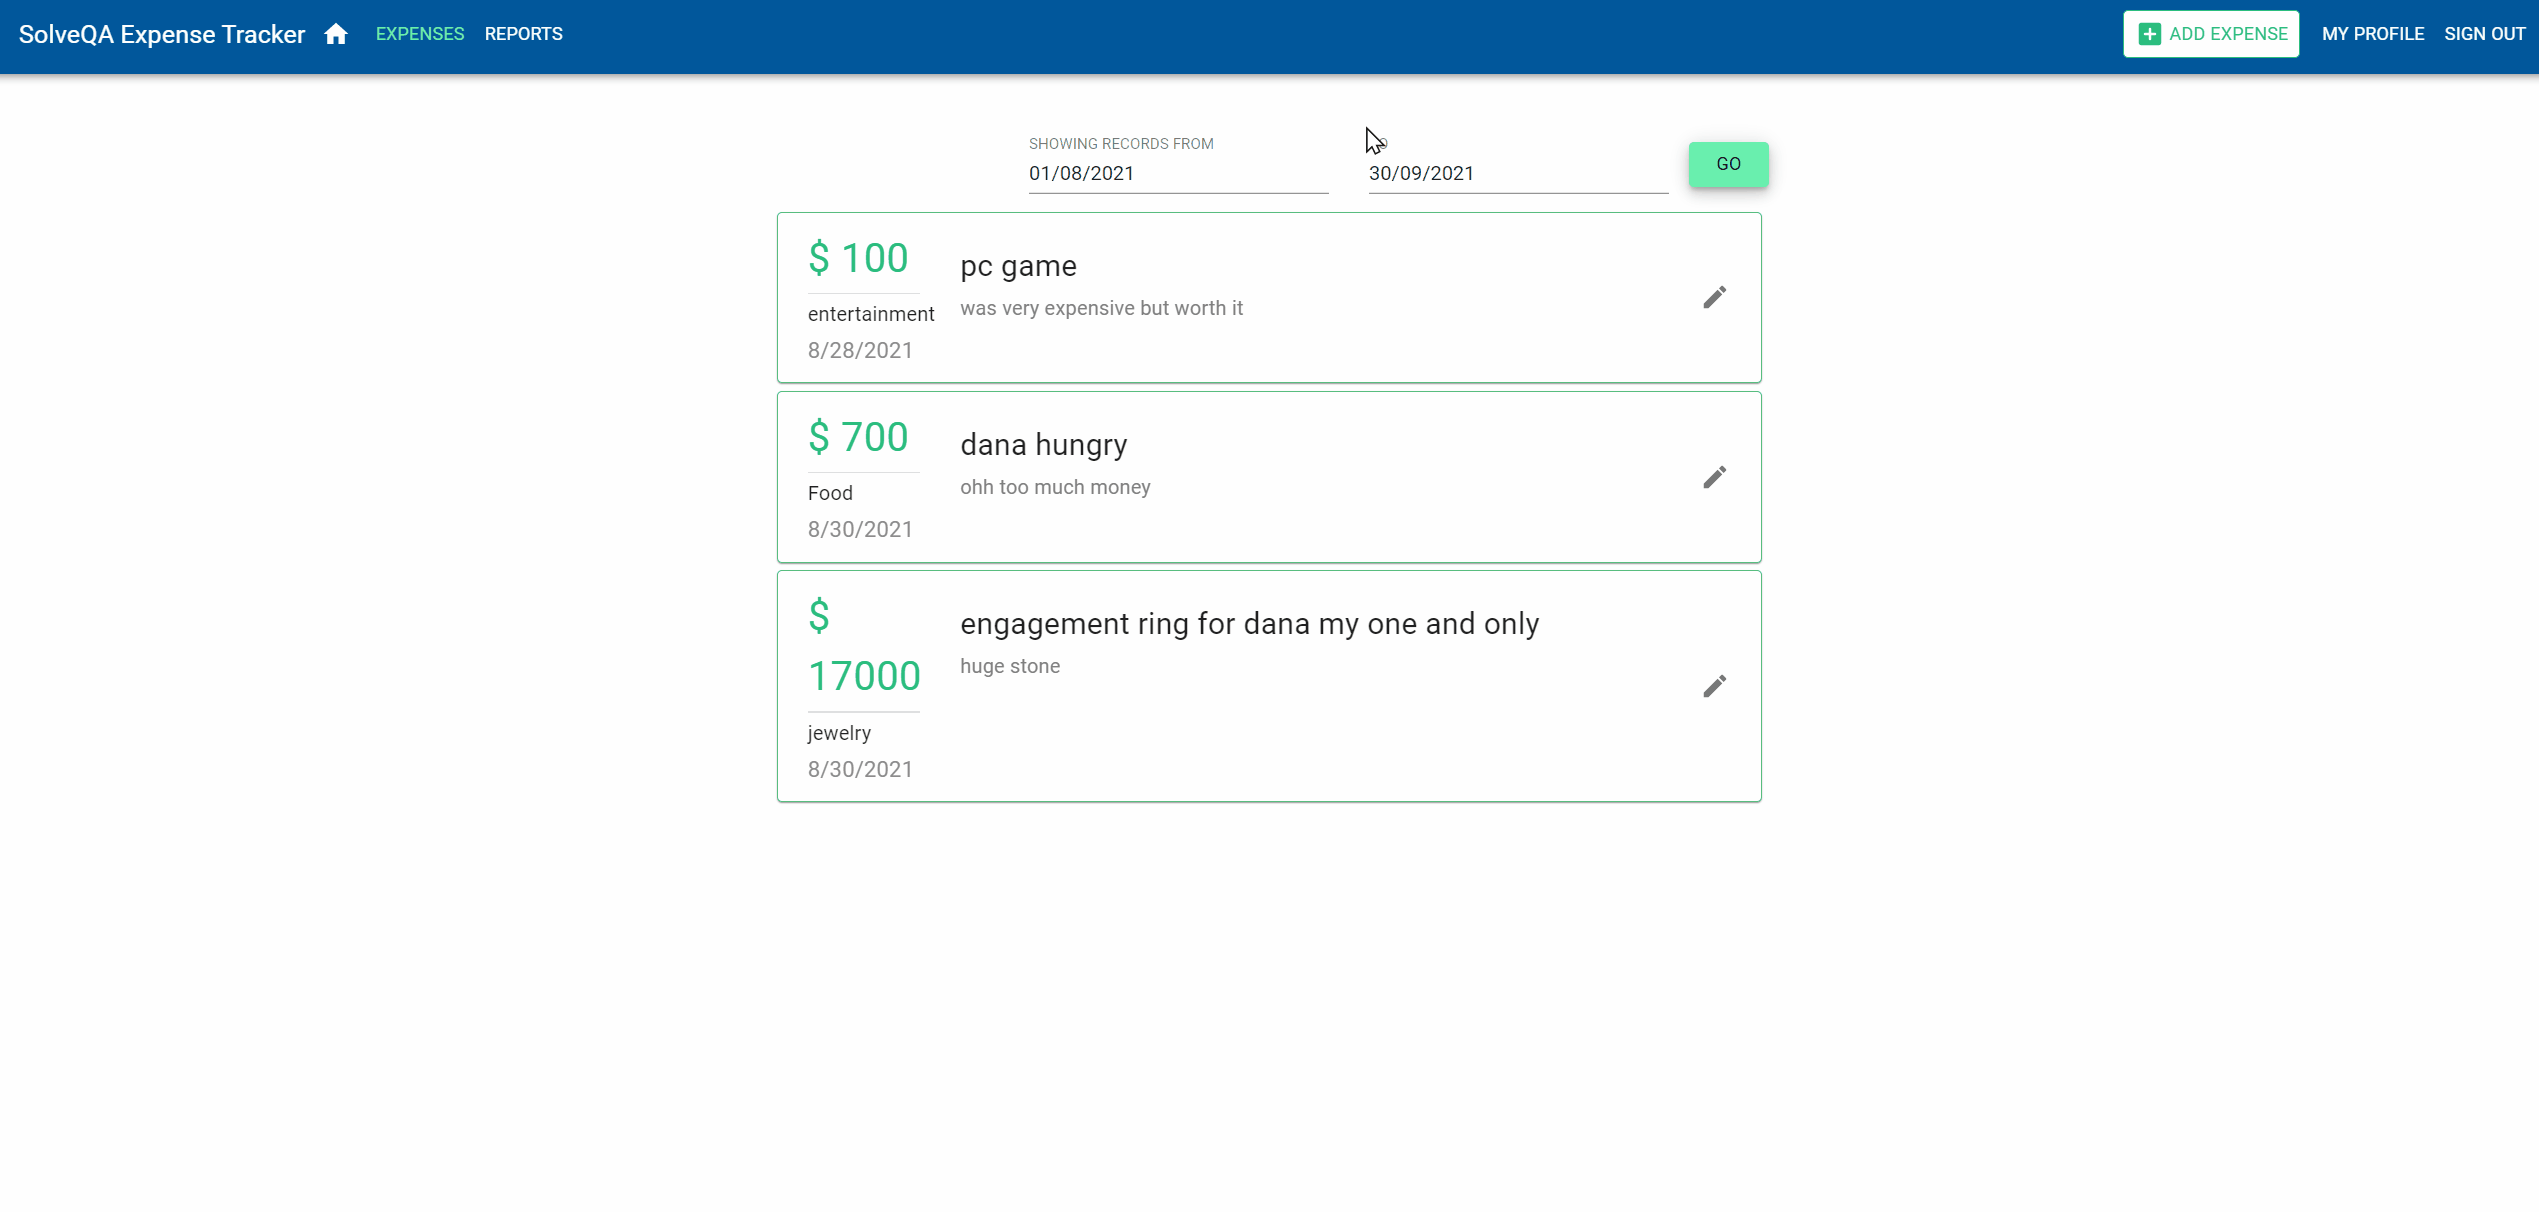 SolveQA Expense Tracker EXPENSES REPORTS ADD EXPENSE MY PROFILE SIGN OUT
SHOWING RECORDS FROM
01/08/2021 30/09/2021 GO
$ 100
pc game
was very expensive but worth it
entertainment
8/28/2021
$ 700
dana hungry
ohh too much money
Food
8/30/2021
$
17000
engagement ring for dana my one and only
huge stone
jewelry
8/30/2021